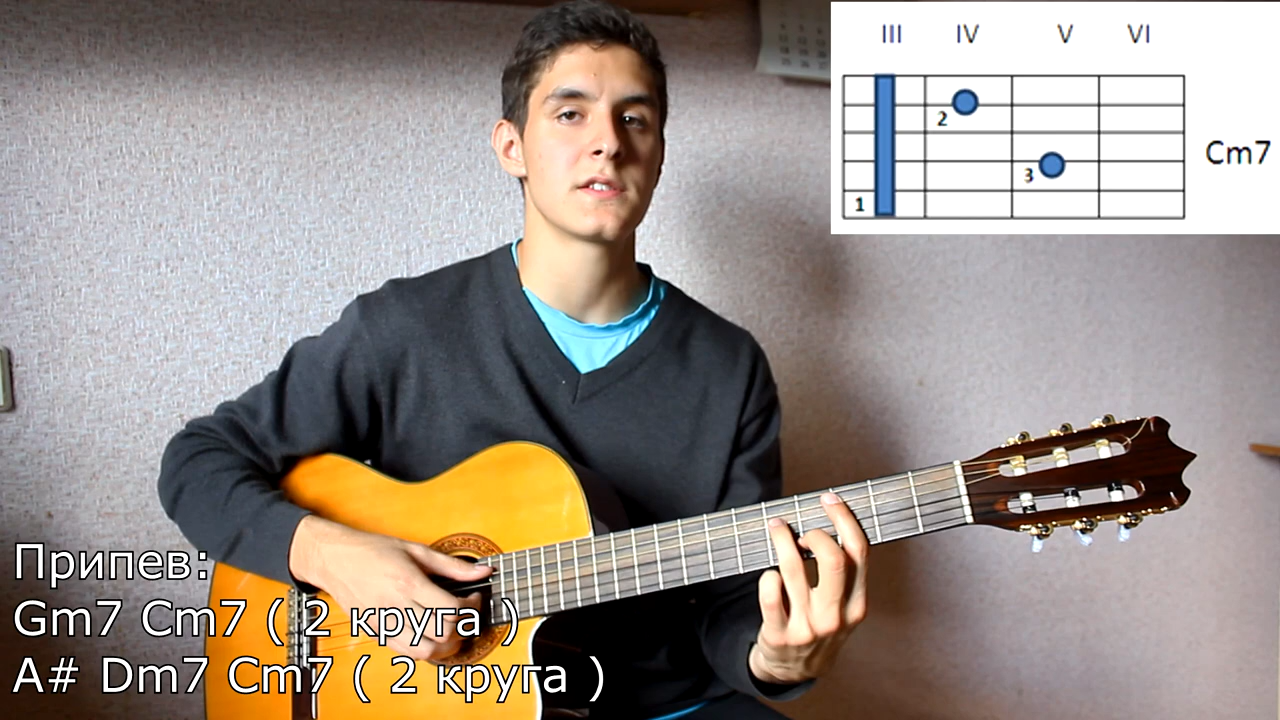 III IV V VI
2
Cm7
3
1
Припев:
Gm7 Cm7 ( 2 круга )
A# Dm7 Cm7 ( 2 круга )